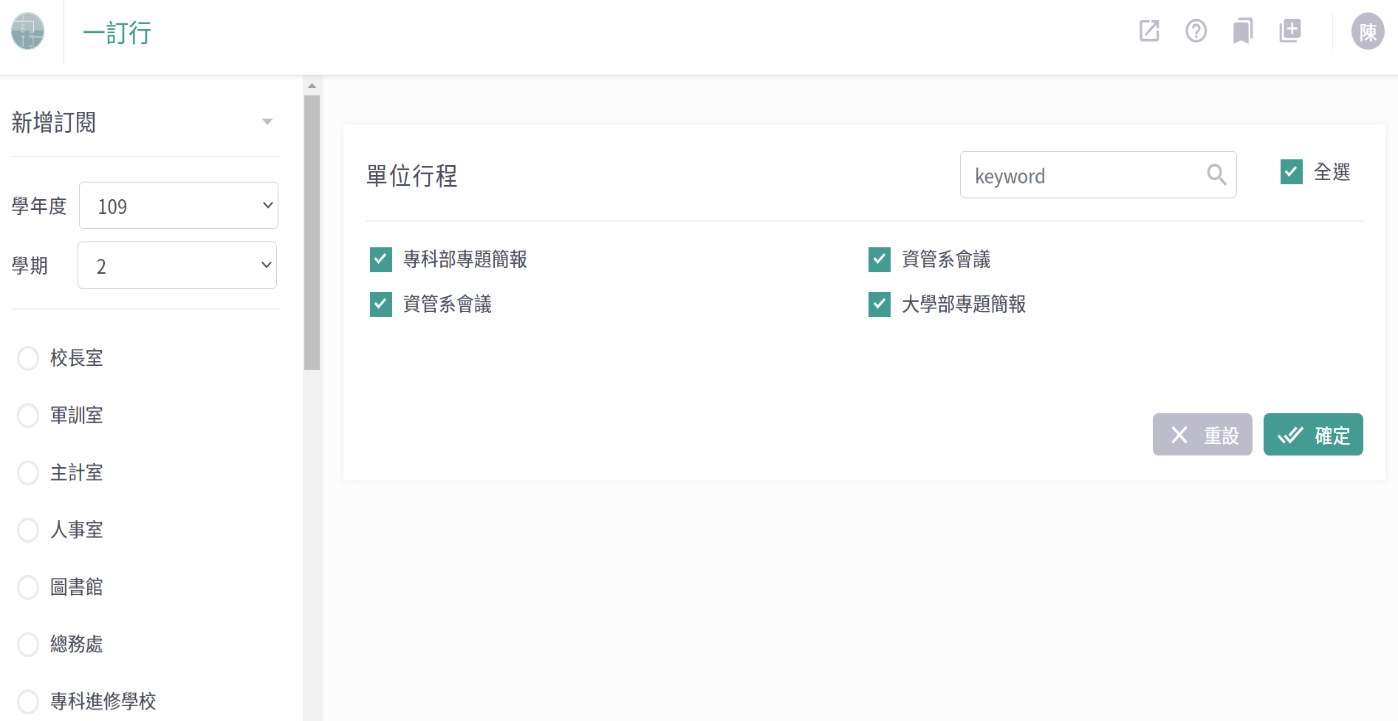 一訂行
陳
新增訂閱
學年度 109
學期 2
校長室
軍訓室
主計室
人事室
圖書館
總務處
專科進修學校
單位行程
keyword
全選
專科部專題簡報
資管系會議
資管系會議
大學部專題簡報
重設
確定